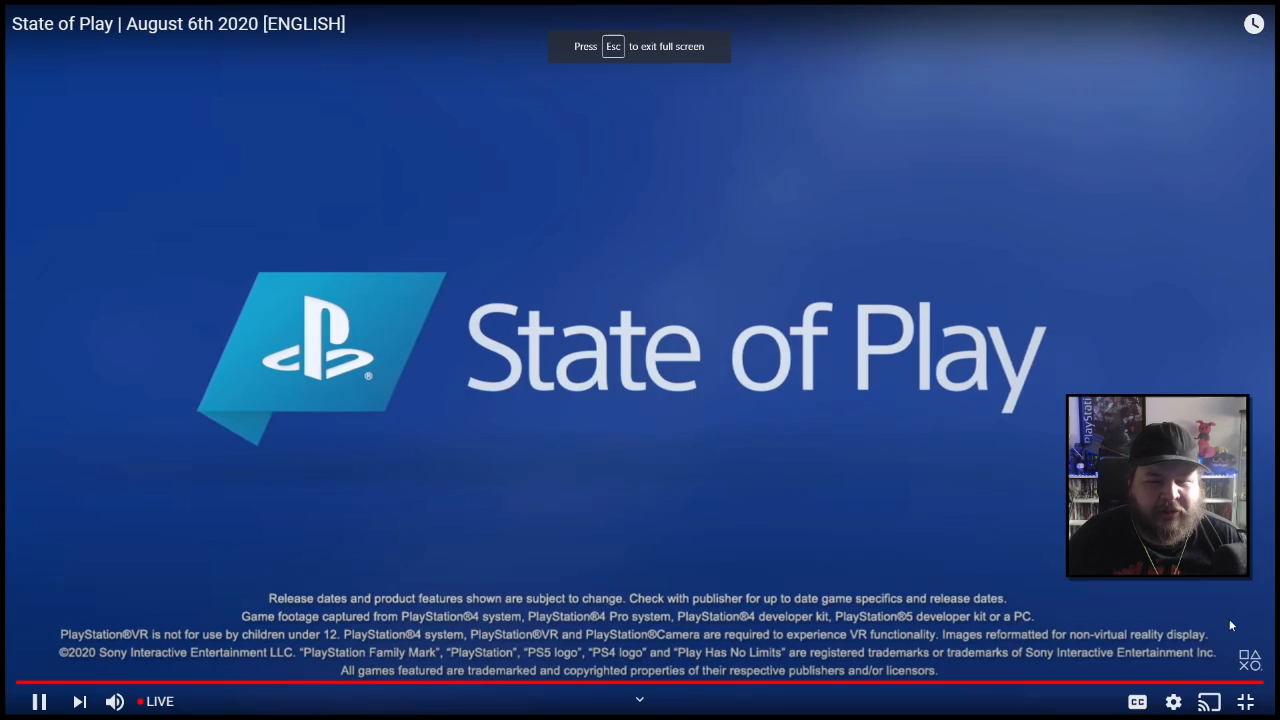 State of Play | August 6th 2020 [ENGLISH]
Press Esc to exit full screen
State of Play
PlayStation
Release dates and product features shown are subject to change. Check with publisher for up to date game specifics and release dates.
Game footage captured from PlayStation®4 system, PlayStation®4 Pro system, PlayStation®4 developer kit, PlayStation®5 developer kit or a PC.
PlayStation®VR is not for use by children under 12. PlayStation®4 system, PlayStation®VR and PlayStation®Camera are required to experience VR functionality. Images reformatted for non-virtual reality display.
©2020 Sony Interactive Entertainment LLC. “PlayStation Family Mark”, “PlayStation”, “PS5 logo”, “PS4 logo” and “Play Has No Limits” are registered trademarks or trademarks of Sony Interactive Entertainment Inc.
All games featured are trademarked and copyrighted properties of their respective publishers and/or licensors.
LIVE
CC